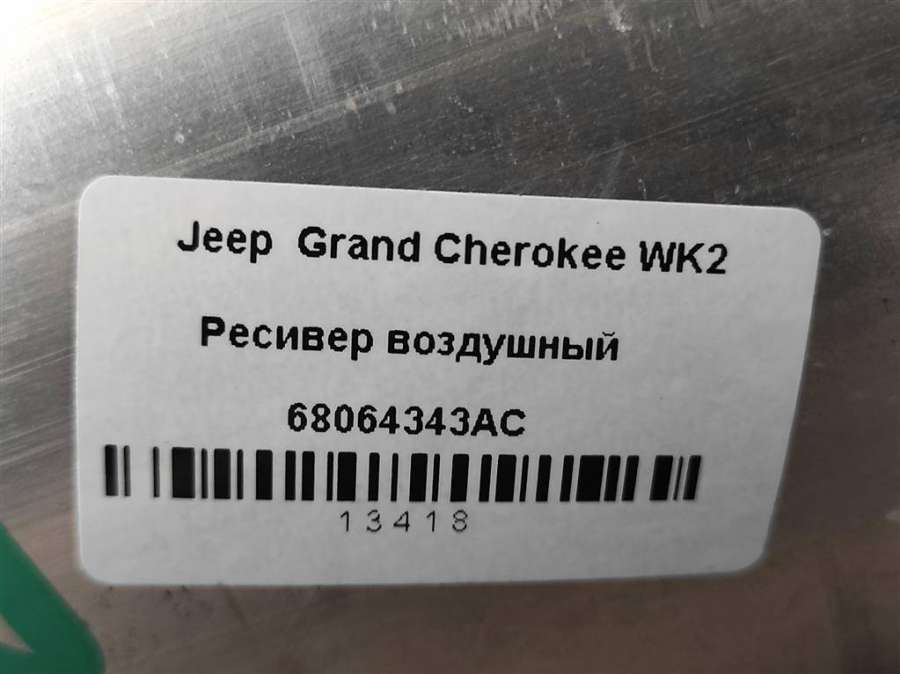 Jeep Grand Cherokee WK2
Ресивер воздушный
68064343AC
13418